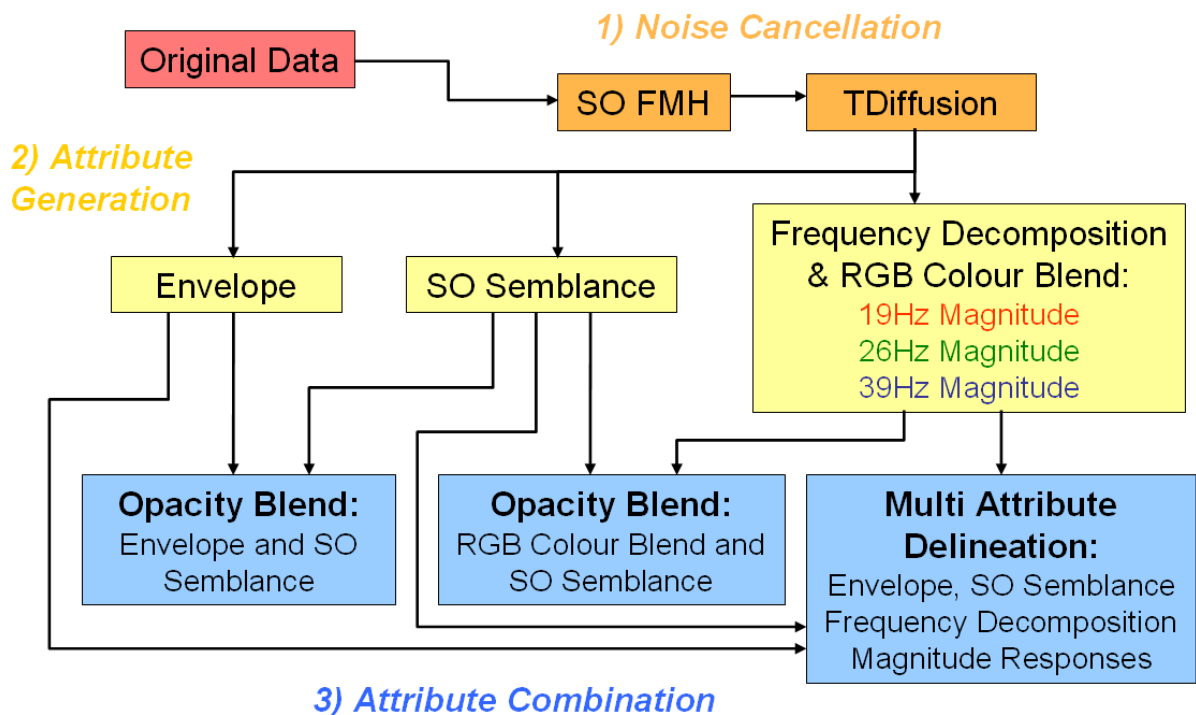 1) Noise Cancellation
Original Data
SO FMH
TDiffusion
2) Attribute
Generation
Envelope
SO Semblance
Frequency Decomposition
& RGB Colour Blend:
19Hz Magnitude
26Hz Magnitude
39Hz Magnitude
Opacity Blend:
Envelope and SO
Semblance
Opacity Blend:
RGB Colour Blend and
SO Semblance
Multi Attribute
Delineation:
Envelope, SO Semblance
Frequency Decomposition
Magnitude Responses
3) Attribute Combination